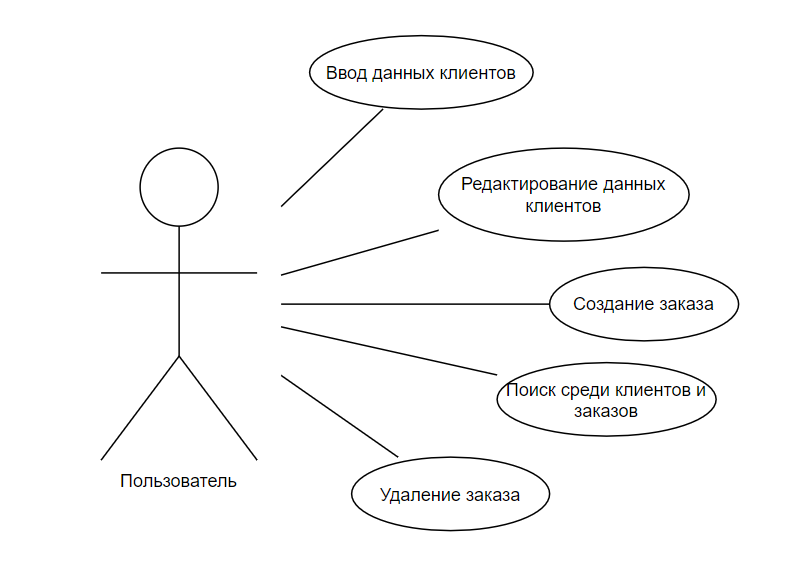 Ввод данных клиентов
Редактирование данных
клиентов
Создание заказа
Поиск среди клиентов и
заказов
Удаление заказа
Пользователь